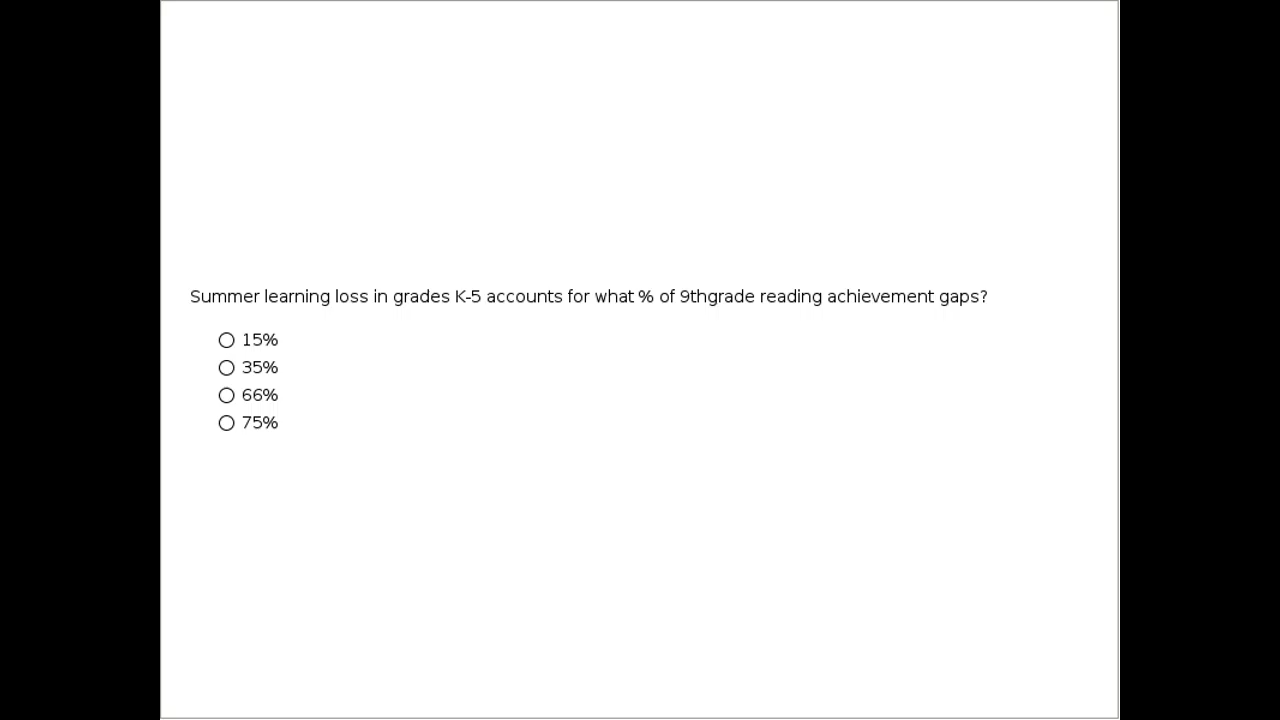 Summer learning loss in grades K-5 accounts for what % of 9thgrade reading achievement gaps?
15%
35%
66%
75%